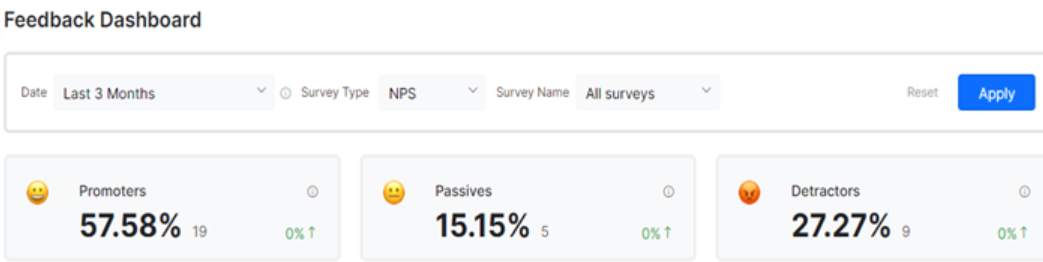 Feedback Dashboard
Date Last 3 Months Survey Type NPS Survey Name All surveys Reset Apply
Promoters Passives Detractors
57.58% 19 0%↑ 15.15% 5 0%↑ 27.27% 9 0%↑